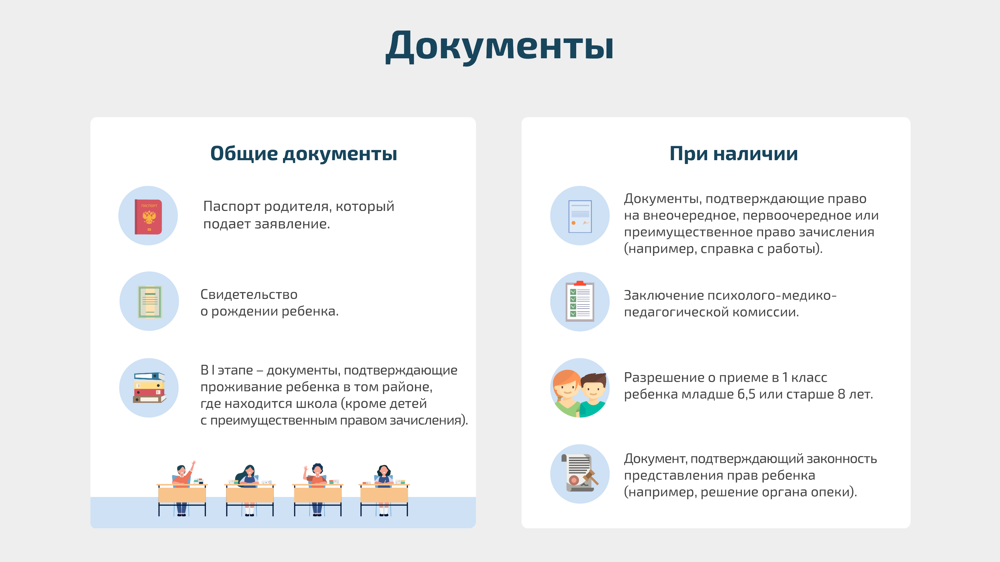 Документы
Общие документы
ПАСПОРТ
Паспорт родителя, который
подает заявление.
Свидетельство
о рождении ребенка.
В I этапе – документы, подтверждающие
проживание ребенка в том районе,
где находится школа (кроме детей
с преимущественным правом зачисления).
При наличии
Документы, подтверждающие право
на внеочередное, первоочередное или
преимущественное право зачисления
(например, справка с работы).
Заключение психолого-медико-
педагогической комиссии.
Разрешение о приеме в 1 класс
ребенка младше 6,5 или старше 8 лет.
Документ, подтверждающий законность
представления прав ребенка
(например, решение органа опеки).